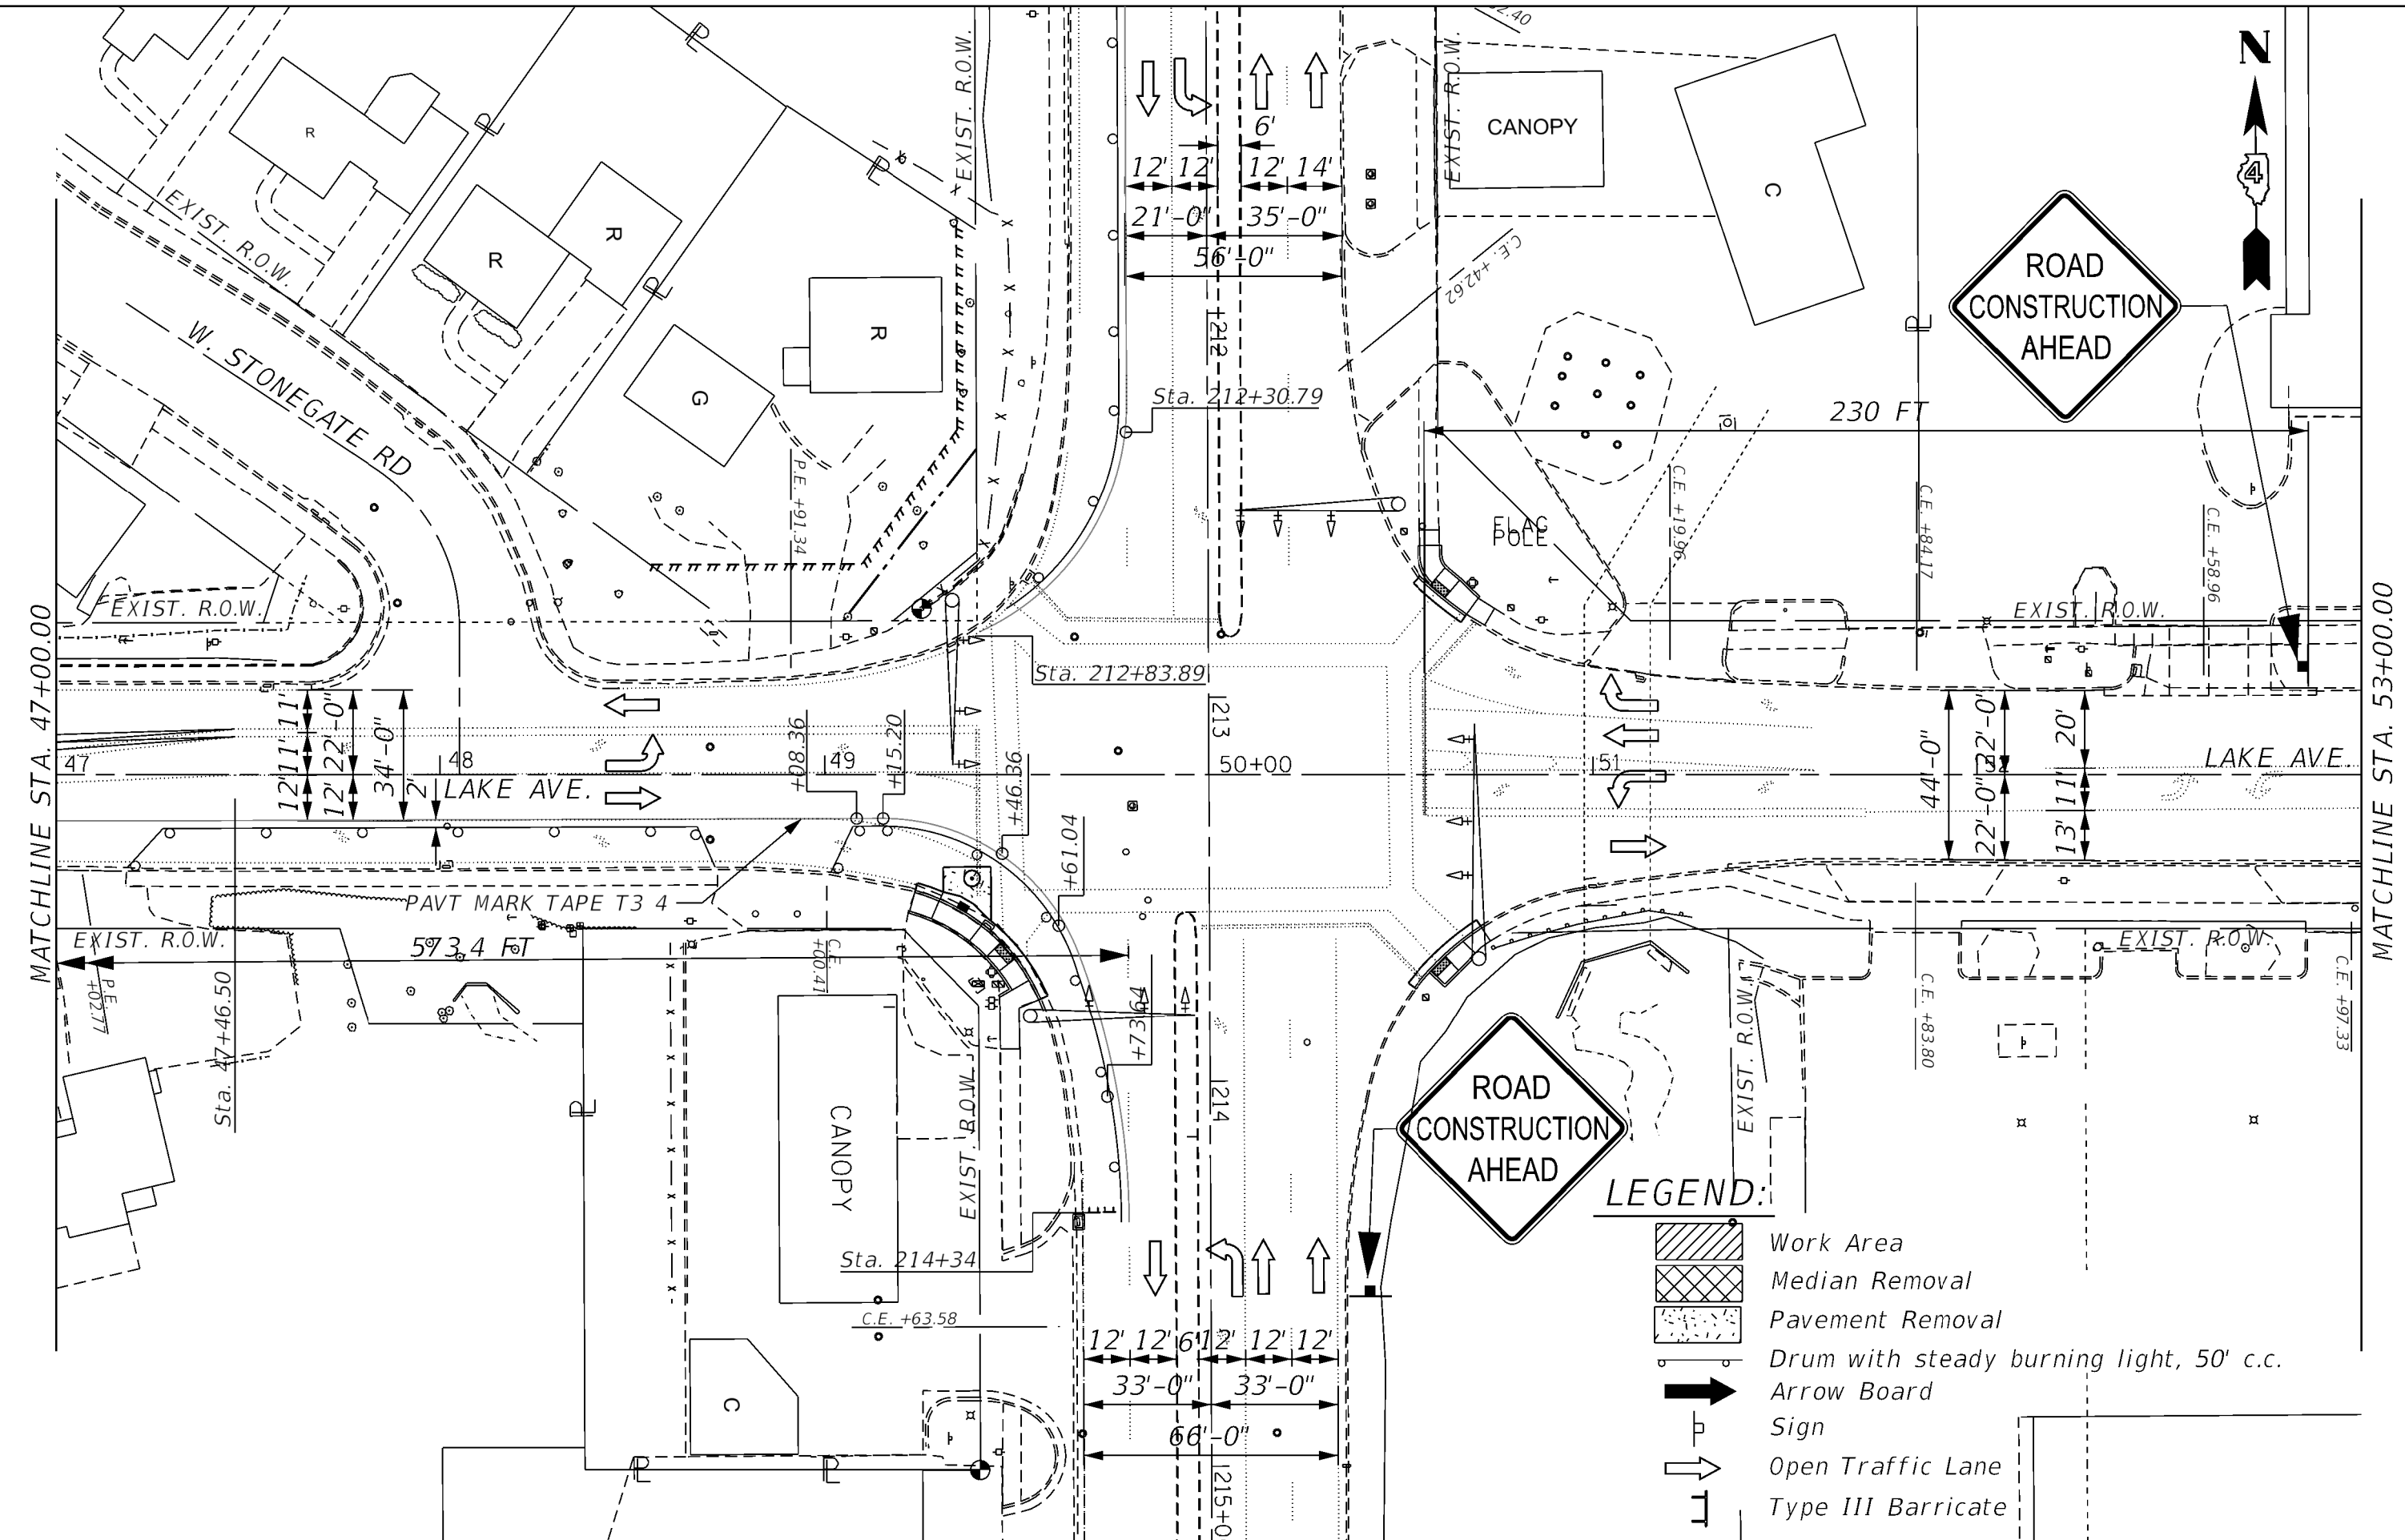 N
4
EXIST. R.O.W.
EXIST. R.O.W.
CANOPY
C
R
R
R
R
G
EXIST. R.O.W.
6'
12'
12'
12'
14'
21'-0"
35'-0"
56'-0"
C.E. +42.62
ROAD
CONSTRUCTION
AHEAD
W. STONEGATE RD
212
Sta. 212+30.79
230 FT
P.E. +91.34
FLAG
POLE
C.E. +19.96
C.E. +84.17
C.E. +58.96
EXIST. R.O.W.
EXIST. R.O.W.
MATCHLINE STA. 47+00.00
MATCHLINE STA. 53+00.00
Sta. 212+83.89
11'
11'
12'
22'-0"
12'
34'-0"
2'
47
48
49
+08.36
+15.20
+46.36
+61.04
213
50+00
51
52
44'-0"
22'-0"
22'-0"
20'
11'
13'
LAKE AVE.
LAKE AVE.
PAVT MARK TAPE T3 4
EXIST. R.O.W.
573.4 FT
P.E.
+02.77
Sta. 47+46.50
C.E.
+00.41
+73.64
EXIST. R.O.W.
C.E. +83.80
C.E. +97.33
EXIST. R.O.W.
EXIST. R.O.W.
CANOPY
214
ROAD
CONSTRUCTION
AHEAD
Sta. 214+34
C.E. +63.58
C
12'
12'
6'
12'
12'
12'
33'-0"
33'-0"
66'-0"
LEGEND:
Work Area
Median Removal
Pavement Removal
Drum with steady burning light, 50' c.c.
Arrow Board
Sign
Open Traffic Lane
Type III Barricate